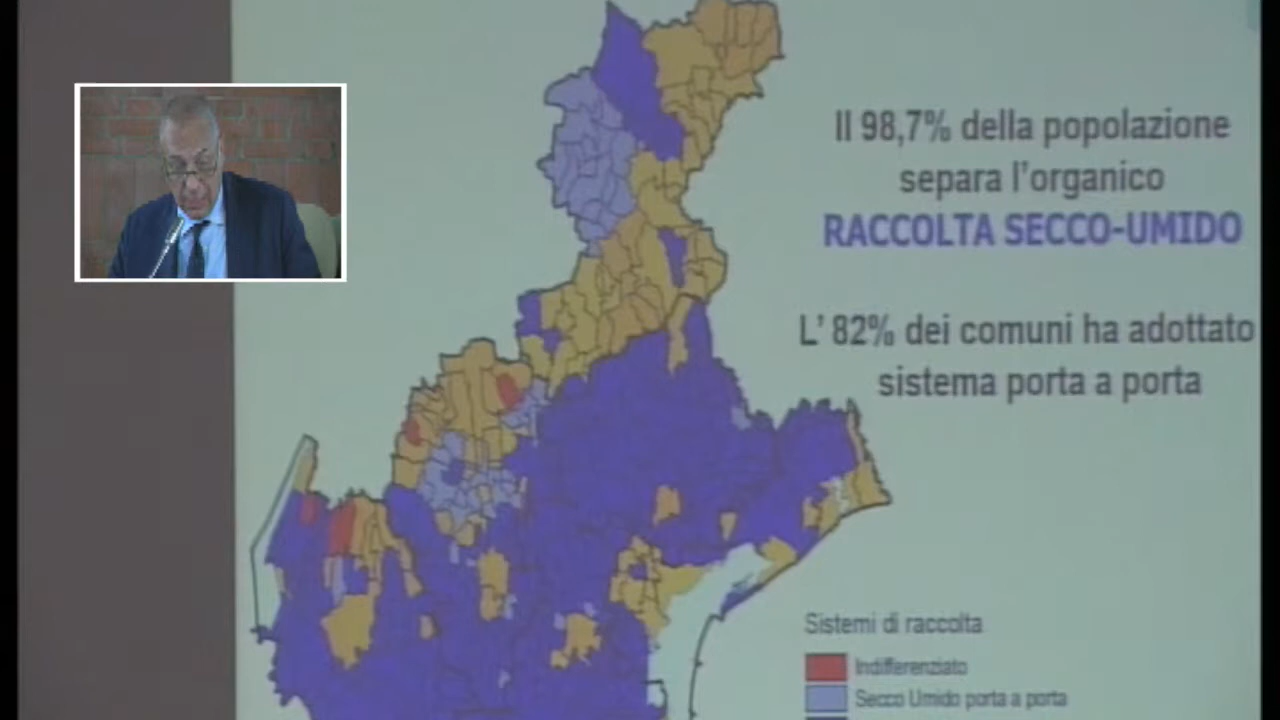 Il 98,7% della popolazione
separa l'organico
RACCOLTA SECCO-UMIDO
L' 82% dei comuni ha adottato
sistema porta a porta
Sistemi di raccolta
Indifferenziato
Secco Umido porta a porta